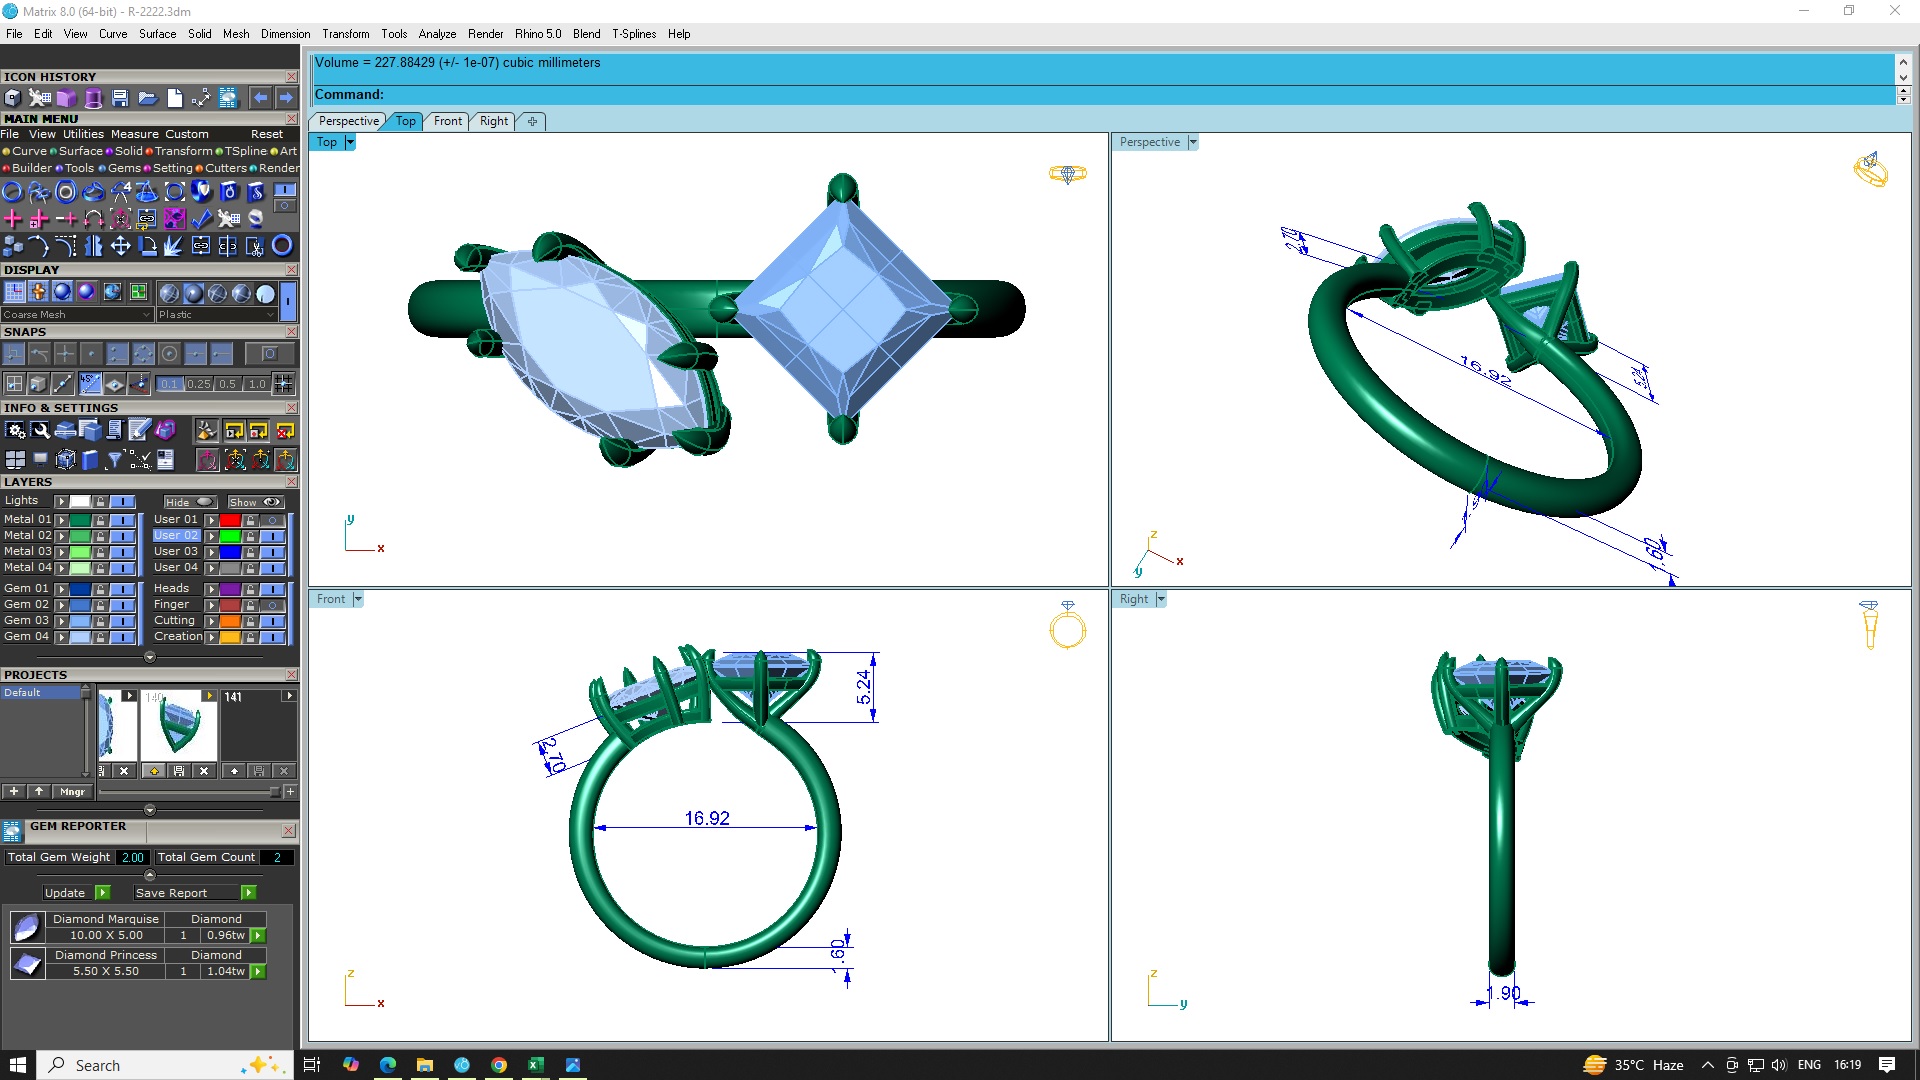 Matrix 8.0 (64-bit) - R-2222.3dm
File Edit View Curve Surface Solid Mesh Dimension Transform Tools Analyze Render Rhino 5.0 Blend T-Splines Help
Volume = 227.88429 (+/- 1e-07) cubic millimeters
Command:
ICON HISTORY
MAIN MENU
File View Utilities Measure Custom Reset
Curve Surface Solid Transform TSpline Art
Builder Tools Gems Setting Cutters Render
DISPLAY
Coarse Mesh Plastic
SNAPS
45° 0.1 0.25 0.5 1.0
INFO & SETTINGS
LAYERS
Lights Hide Show
Metal 01 User 01
Metal 02 User 02
Metal 03 User 03
Metal 04 User 04
Gem 01 Heads
Gem 02 Finger
Gem 03 Cutting
Gem 04 Creation
PROJECTS
Default
140 141
Mngr
GEM REPORTER
Total Gem Weight 2.00 Total Gem Count 2
Update Save Report
Diamond Marquise Diamond
10.00 X 5.00 1 0.96tw
Diamond Princess Diamond
5.50 X 5.50 1 1.04tw
Perspective Top Front Right
Top
y
x
Perspective
2.70
16.92
5.24
1.60
z
x
y
Front
5.24
2.70
16.92
1.60
z
x
Right
1.90
z
y
Search
35°C Haze
ENG
16:19